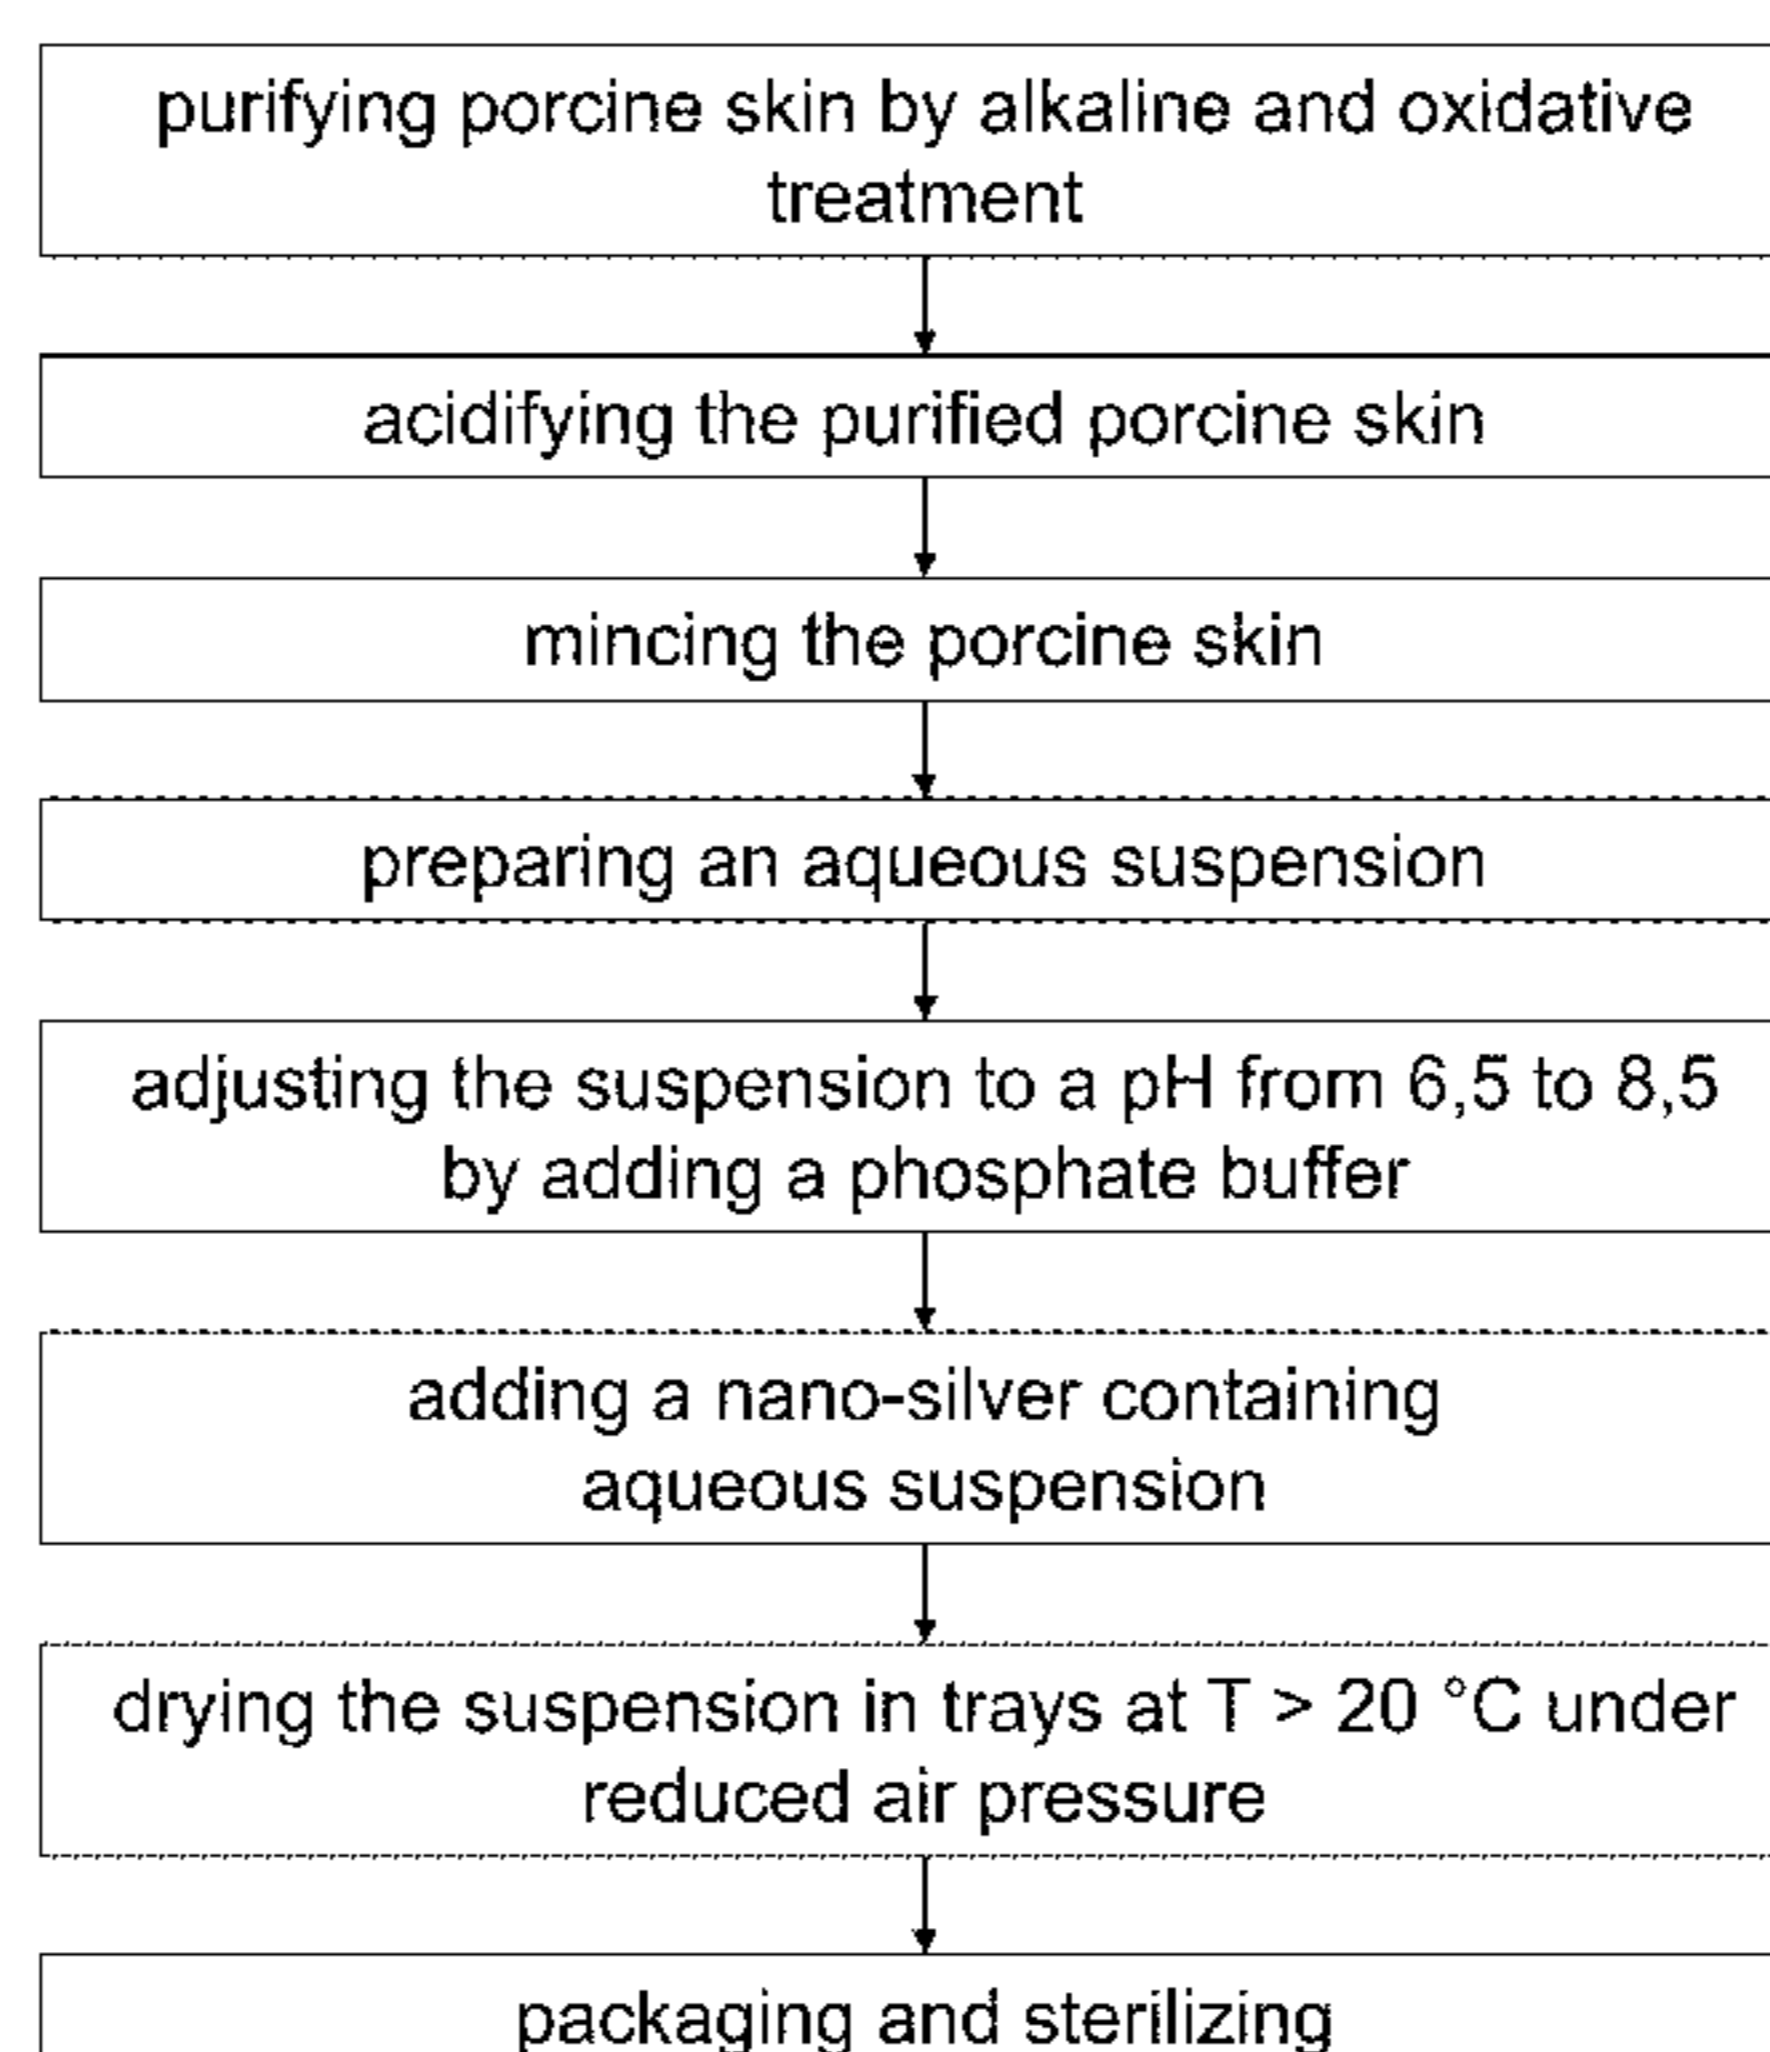 purifying porcine skin by alkaline and oxidative
treatment
acidifying the purified porcine skin
mincing the porcine skin
preparing an aqueous suspension
adjusting the suspension to a pH from 6,5 to 8,5
by adding a phosphate buffer
adding a nano-silver containing
aqueous suspension
drying the suspension in trays at T > 20 °C under
reduced air pressure
packaging and sterilizing